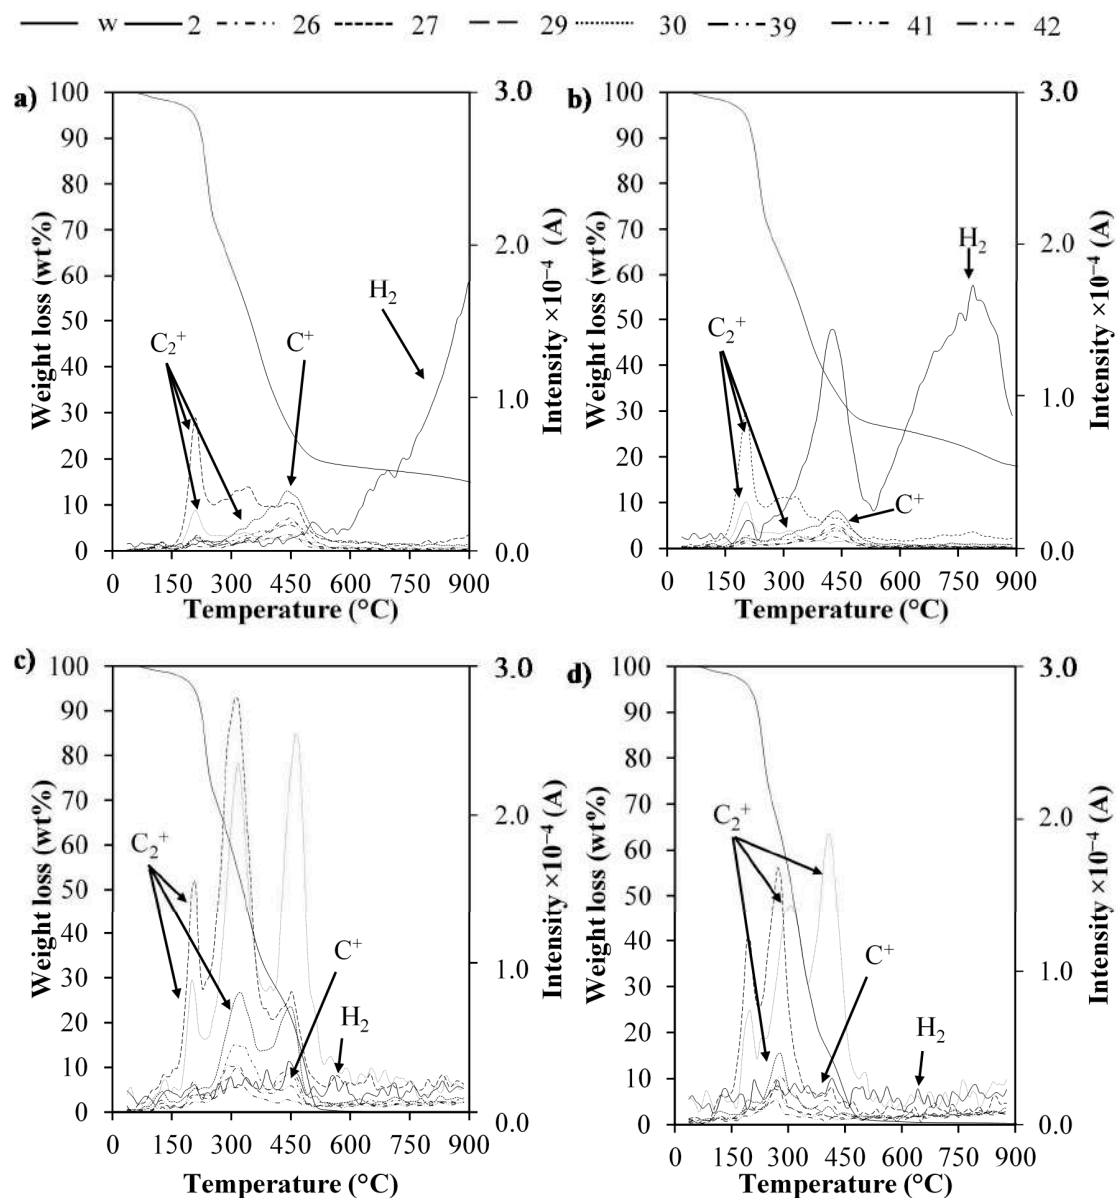 w 2 26 27 29 30 39 41 42
a)
100 90 80 70 60 50 40 30 20 10 0
Weight loss (wt%)
3.0 2.0 1.0 0.0
Intensity ×10⁻⁴ (A)
C₂⁺
C⁺
H₂
0 150 300 450 600 750 900
Temperature (°C)
b)
100 90 80 70 60 50 40 30 20 10 0
Weight loss (wt%)
3.0 2.0 1.0 0.0
Intensity ×10⁻⁴ (A)
H₂
C₂⁺
C⁺
0 150 300 450 600 750 900
Temperature (°C)
c)
100 90 80 70 60 50 40 30 20 10 0
Weight loss (wt%)
3.0 2.0 1.0 0.0
Intensity ×10⁻⁴ (A)
C₂⁺
C⁺
H₂
0 150 300 450 600 750 900
Temperature (°C)
d)
100 90 80 70 60 50 40 30 20 10 0
Weight loss (wt%)
3.0 2.0 1.0 0.0
Intensity ×10⁻⁴ (A)
C₂⁺
C⁺
H₂
0 150 300 450 600 750 900
Temperature (°C)